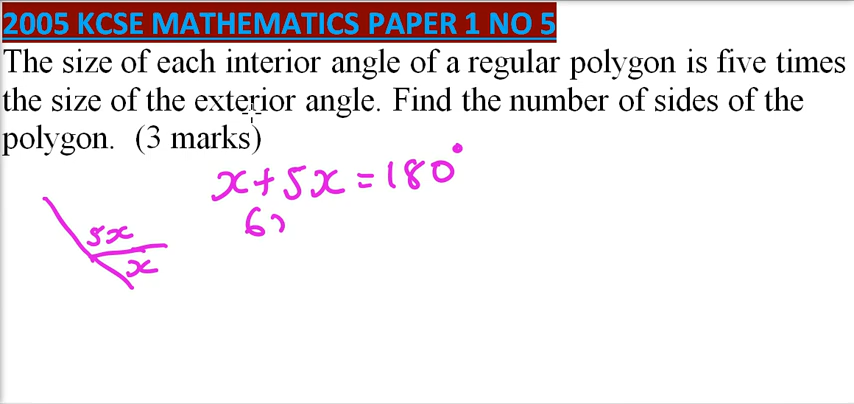 2005 KCSE MATHEMATICS PAPER 1 NO 5
The size of each interior angle of a regular polygon is five times
the size of the exterior angle. Find the number of sides of the
polygon. (3 marks)
x+5x=180°
6
5x
x